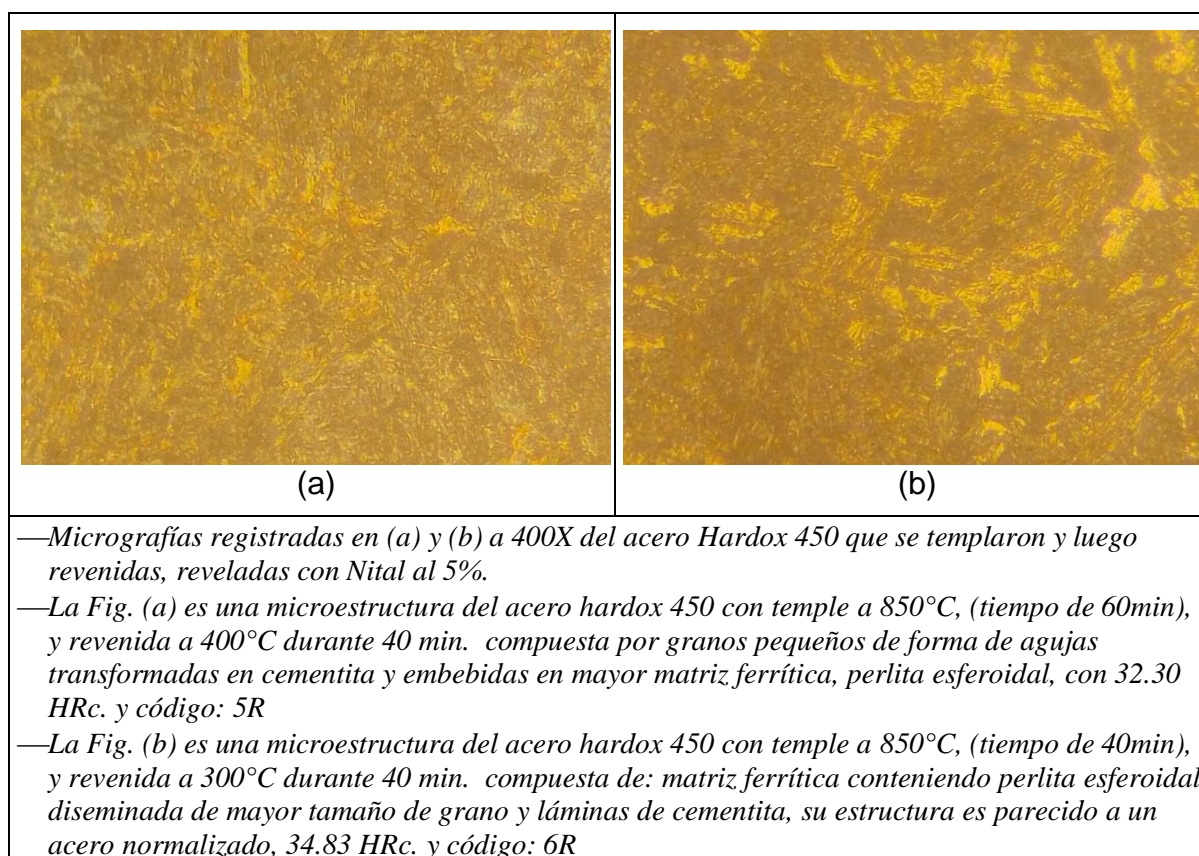 (a)
(b)
—Micrografías registradas en (a) y (b) a 400X del acero Hardox 450 que se templaron y luego
revenidas, reveladas con Nital al 5%.
—La Fig. (a) es una microestructura del acero hardox 450 con temple a 850°C, (tiempo de 60min),
y revenida a 400°C durante 40 min. compuesta por granos pequeños de forma de agujas
transformadas en cementita y embebidas en mayor matriz ferrítica, perlita esferoidal, con 32.30
HRc. y código: 5R
—La Fig. (b) es una microestructura del acero hardox 450 con temple a 850°C, (tiempo de 40min),
y revenida a 300°C durante 40 min. compuesta de: matriz ferrítica conteniendo perlita esferoidal
diseminada de mayor tamaño de grano y láminas de cementita, su estructura es parecido a un
acero normalizado, 34.83 HRc. y código: 6R